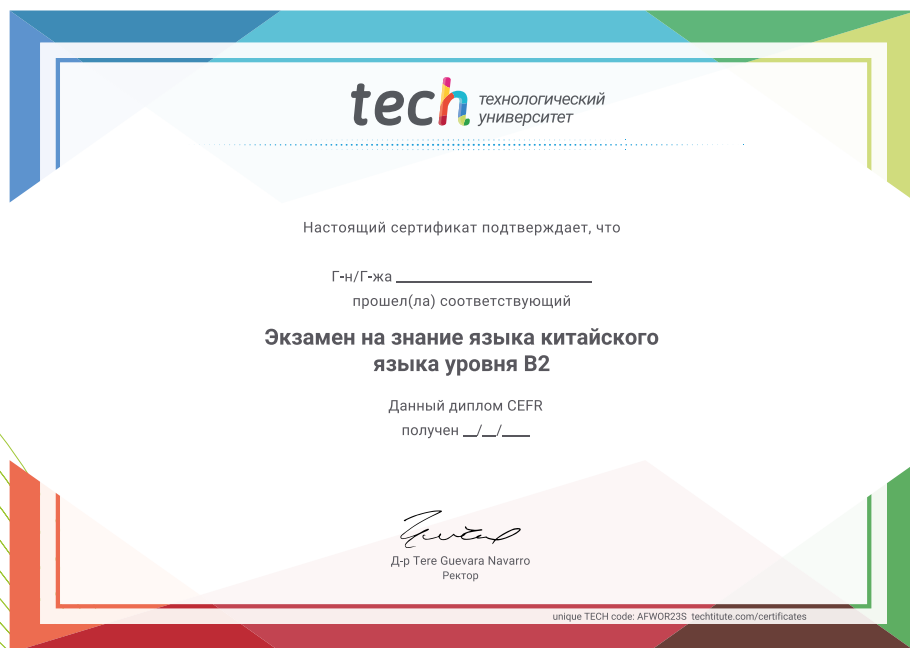 tech технологический
университет
Настоящий сертификат подтверждает, что
Г-н/Г-жа
прошел(ла) соответствующий
Экзамен на знание языка китайского
языка уровня B2
Данный диплом CEFR
получен __/__/____
Д-р Tere Guevara Navarro
Ректор
unique TECH code: AFWOR23S techtitute.com/certificates